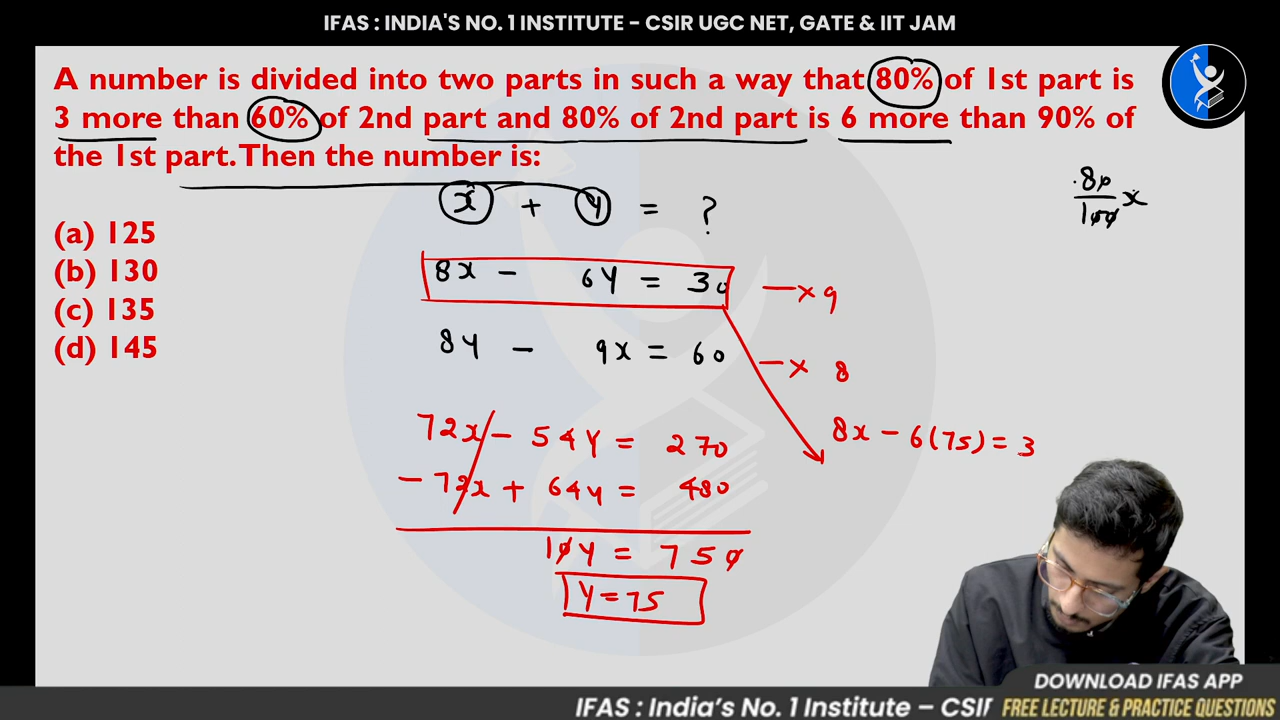 IFAS : INDIA'S NO. 1 INSTITUTE – CSIR UGC NET, GATE & IIT JAM
A number is divided into two parts in such a way that 80% of 1st part is
3 more than 60% of 2nd part and 80% of 2nd part is 6 more than 90% of
the 1st part. Then the number is:
x + y = ?
80/100 x
(a) 125
(b) 130
(c) 135
(d) 145
8x - 6y = 30 — × 9
8y - 9x = 60 — × 8
72x - 54y = 270
- 72x + 64y = 480
8x - 6(75) = 3
10y = 750
y = 75
DOWNLOAD IFAS APP
IFAS : India's No. 1 Institute – CSIR
FREE LECTURE & PRACTICE QUESTIONS